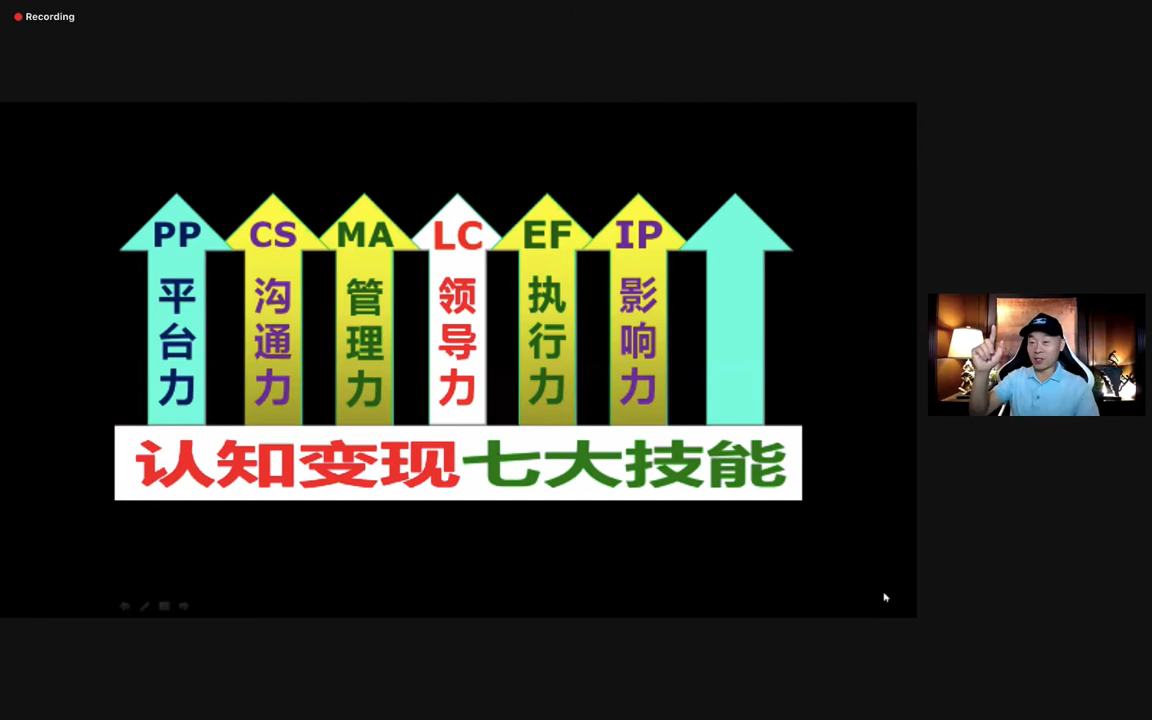 Recording
PP
平台力
CS
沟通力
MA
管理力
LC
领导力
EF
执行力
IP
影响力
认知变现七大技能